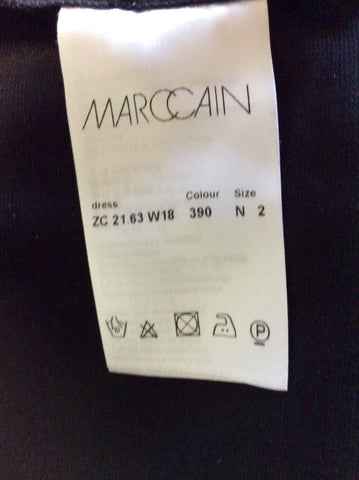 MARCCAIN
Colour Size
dress
ZC 21.63 W18 390 N 2
P